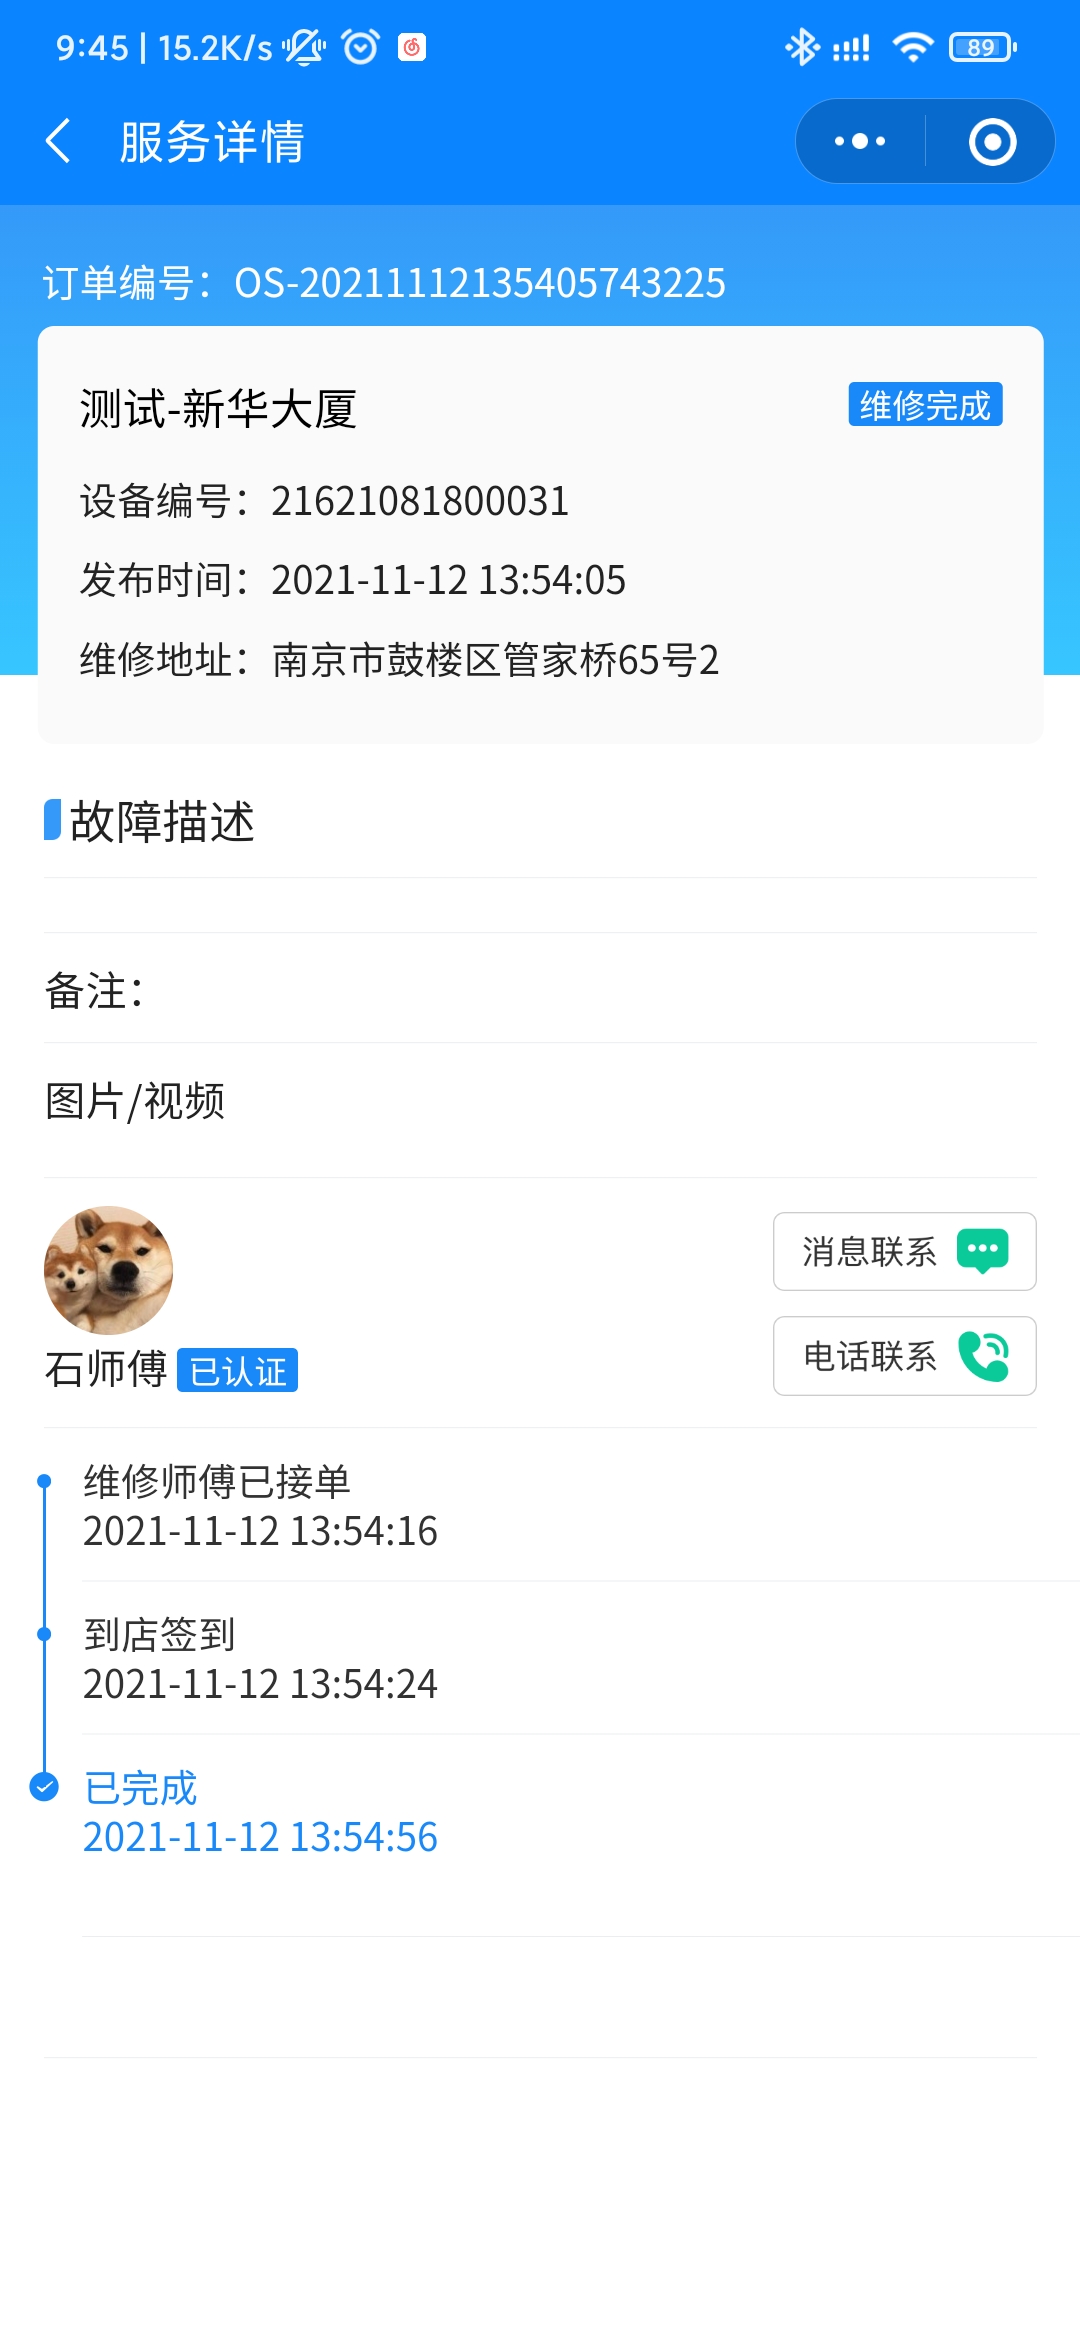 9:45 | 15.2K/s
89
服务详情
订单编号：OS-20211112135405743225
测试-新华大厦
维修完成
设备编号：21621081800031
发布时间：2021-11-12 13:54:05
维修地址：南京市鼓楼区管家桥65号2
故障描述
备注：
图片/视频
消息联系
电话联系
石师傅 已认证
维修师傅已接单
2021-11-12 13:54:16
到店签到
2021-11-12 13:54:24
已完成
2021-11-12 13:54:56